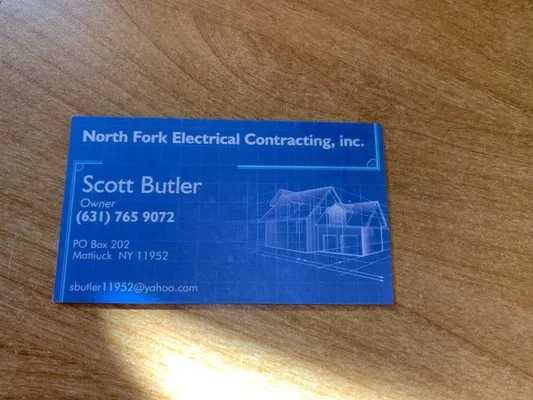 North Fork Electrical Contracting, inc.
Scott Butler
Owner
(631) 765 9072
PO Box 202
Mattiuck NY 11952
sbutler11952@yahoo.com